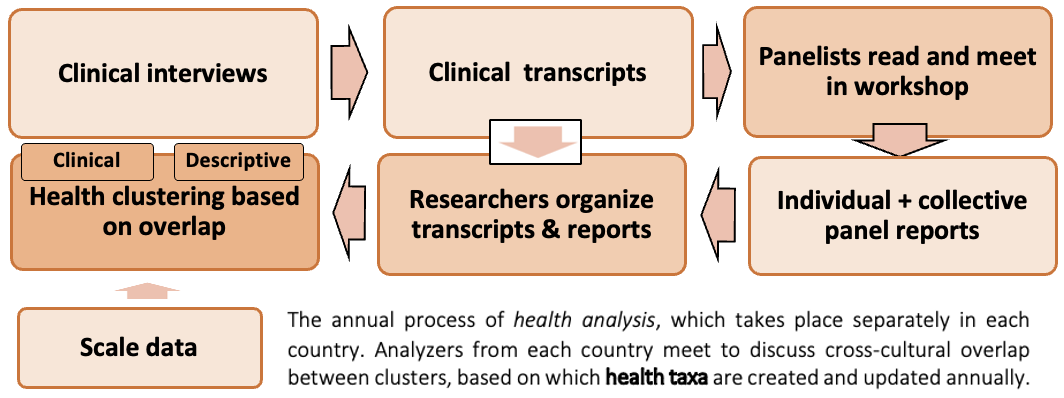 Clinical interviews
Clinical transcripts
Panelists read and meet
in workshop
Clinical
Descriptive
Health clustering based
on overlap
Researchers organize
transcripts & reports
Individual + collective
panel reports
Scale data
The annual process of health analysis, which takes place separately in each
country. Analyzers from each country meet to discuss cross-cultural overlap
between clusters, based on which health taxa are created and updated annually.